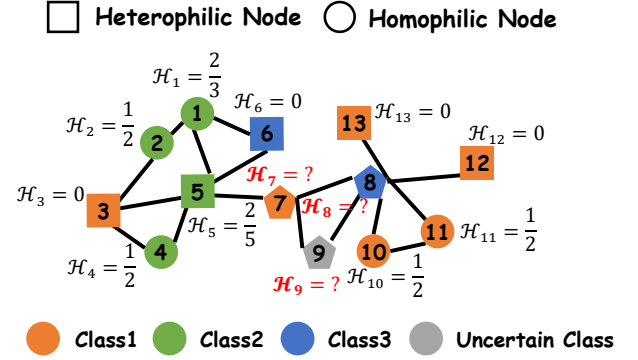 Heterophilic Node Homophilic Node
ℋ₁ = 2/3
ℋ₂ = 1/2
ℋ₆ = 0
ℋ₁₃ = 0
ℋ₁₂ = 0
1
2
6
13
12
ℋ₃ = 0
ℋ₇ = ?
3
5
7
8
ℋ₈ = ?
ℋ₅ = 2/5
11
ℋ₁₁ = 1/2
4
9
10
ℋ₄ = 1/2
ℋ₉ = ?
ℋ₁₀ = 1/2
Class1 Class2 Class3 Uncertain Class